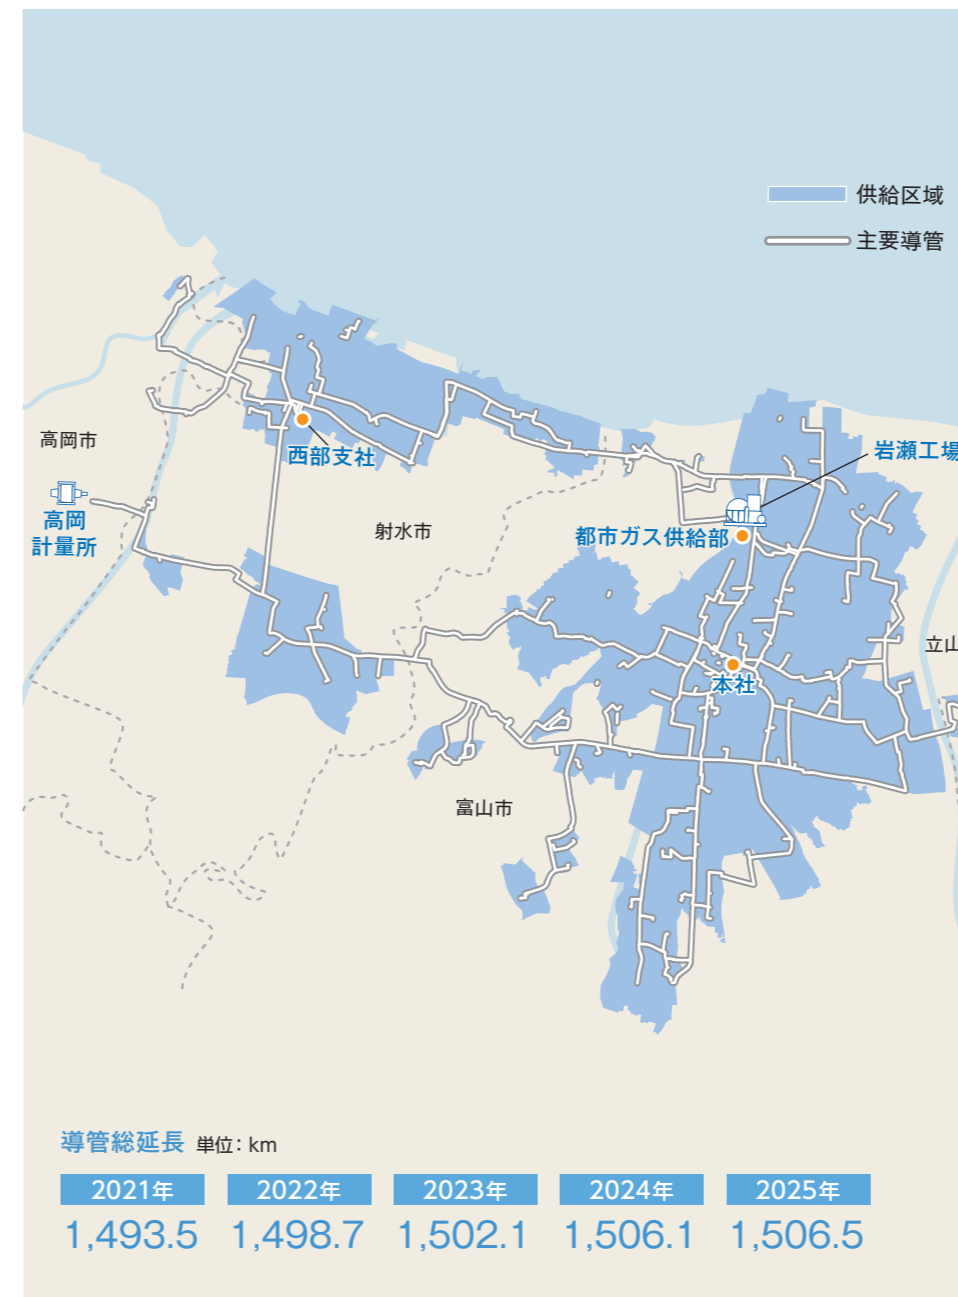 供給区域
主要導管
高岡市
西部支社
岩瀬工場
高岡
計量所
射水市
都市ガス供給部
立山
本社
富山市
導管総延長 単位：km
2021年 2022年 2023年 2024年 2025年
1,493.5 1,498.7 1,502.1 1,506.1 1,506.5